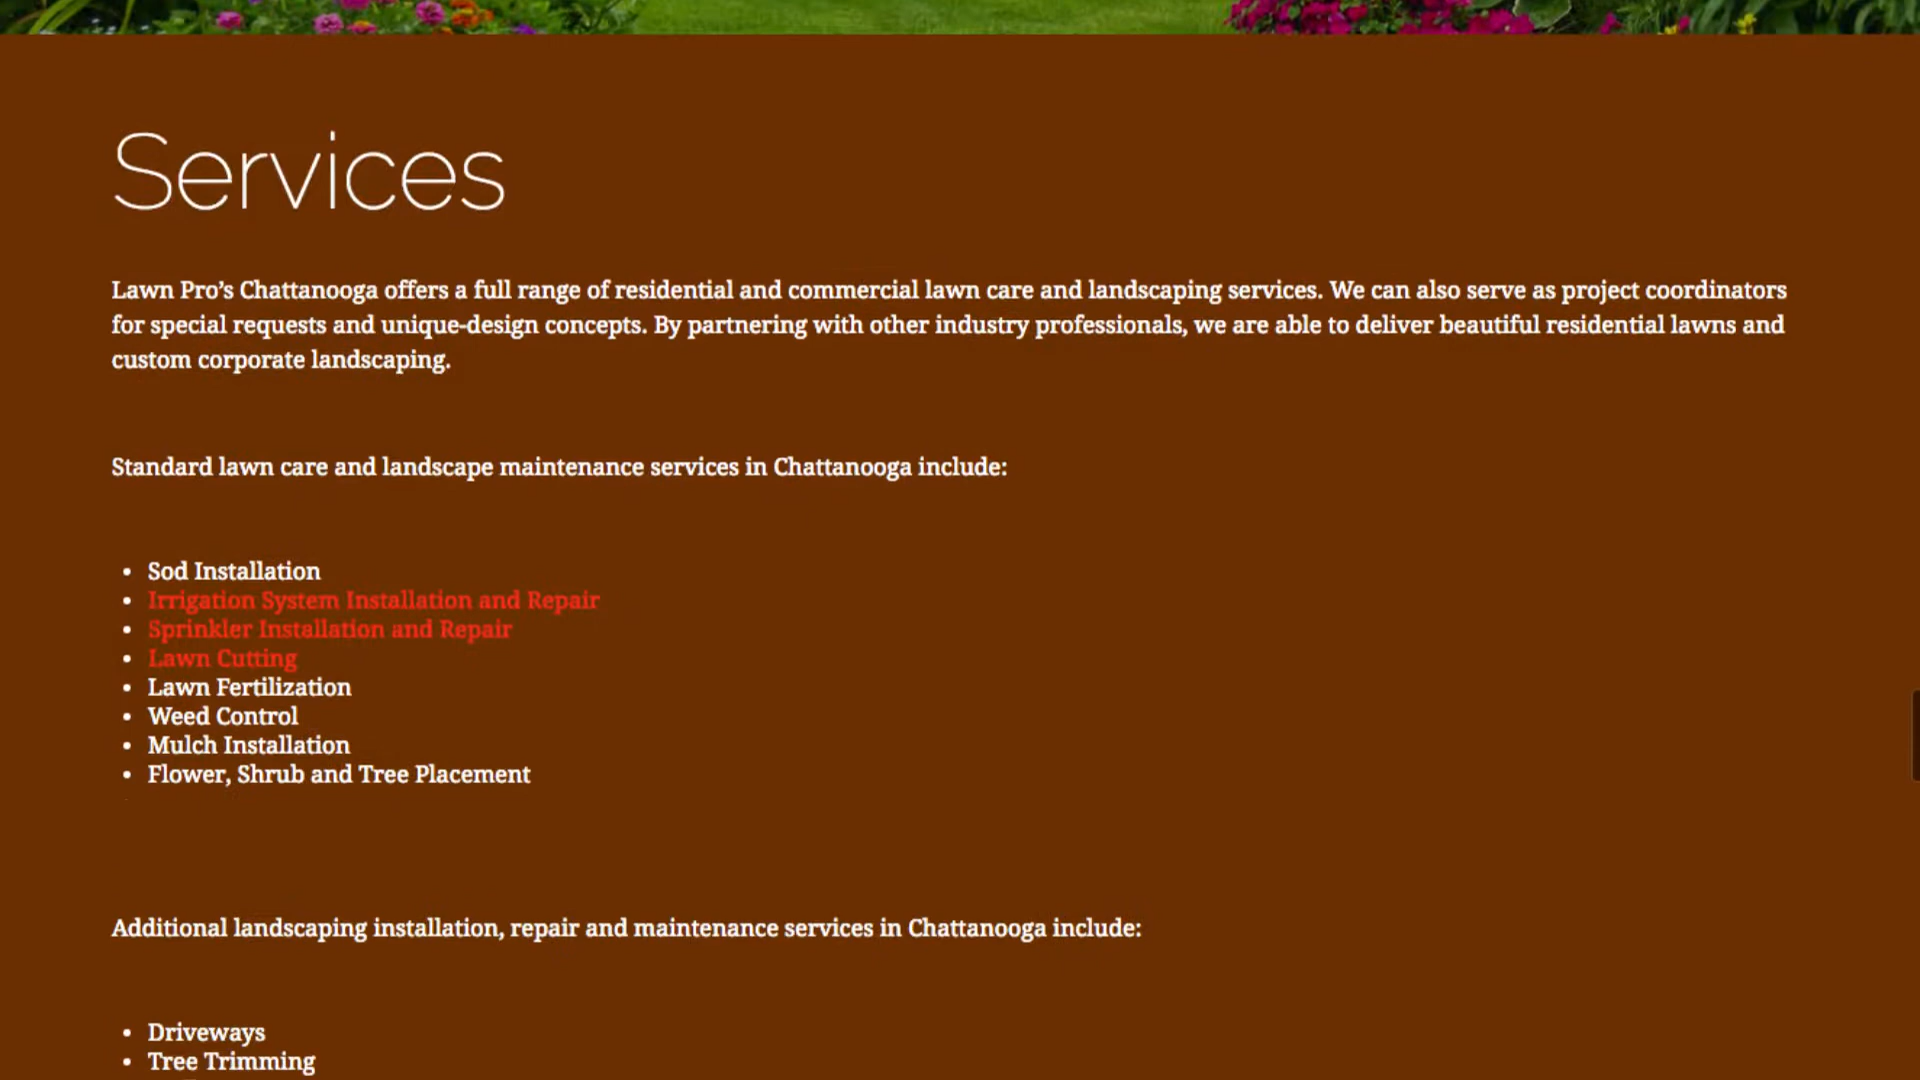 Services
Lawn Pro’s Chattanooga offers a full range of residential and commercial lawn care and landscaping services. We can also serve as project coordinators
for special requests and unique-design concepts. By partnering with other industry professionals, we are able to deliver beautiful residential lawns and
custom corporate landscaping.
Standard lawn care and landscape maintenance services in Chattanooga include:
• Sod Installation
• Irrigation System Installation and Repair
• Sprinkler Installation and Repair
• Lawn Cutting
• Lawn Fertilization
• Weed Control
• Mulch Installation
• Flower, Shrub and Tree Placement
Additional landscaping installation, repair and maintenance services in Chattanooga include:
• Driveways
• Tree Trimming